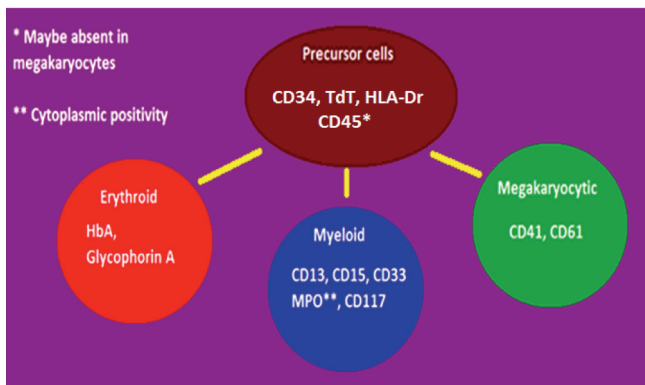 * Maybe absent in
megakaryocytes
** Cytoplasmic positivity
Precursor cells
CD34, TdT, HLA-Dr
CD45*
Erythroid
HbA,
Glycophorin A
Myeloid
CD13, CD15, CD33
MPO**, CD117
Megakaryocytic
CD41, CD61